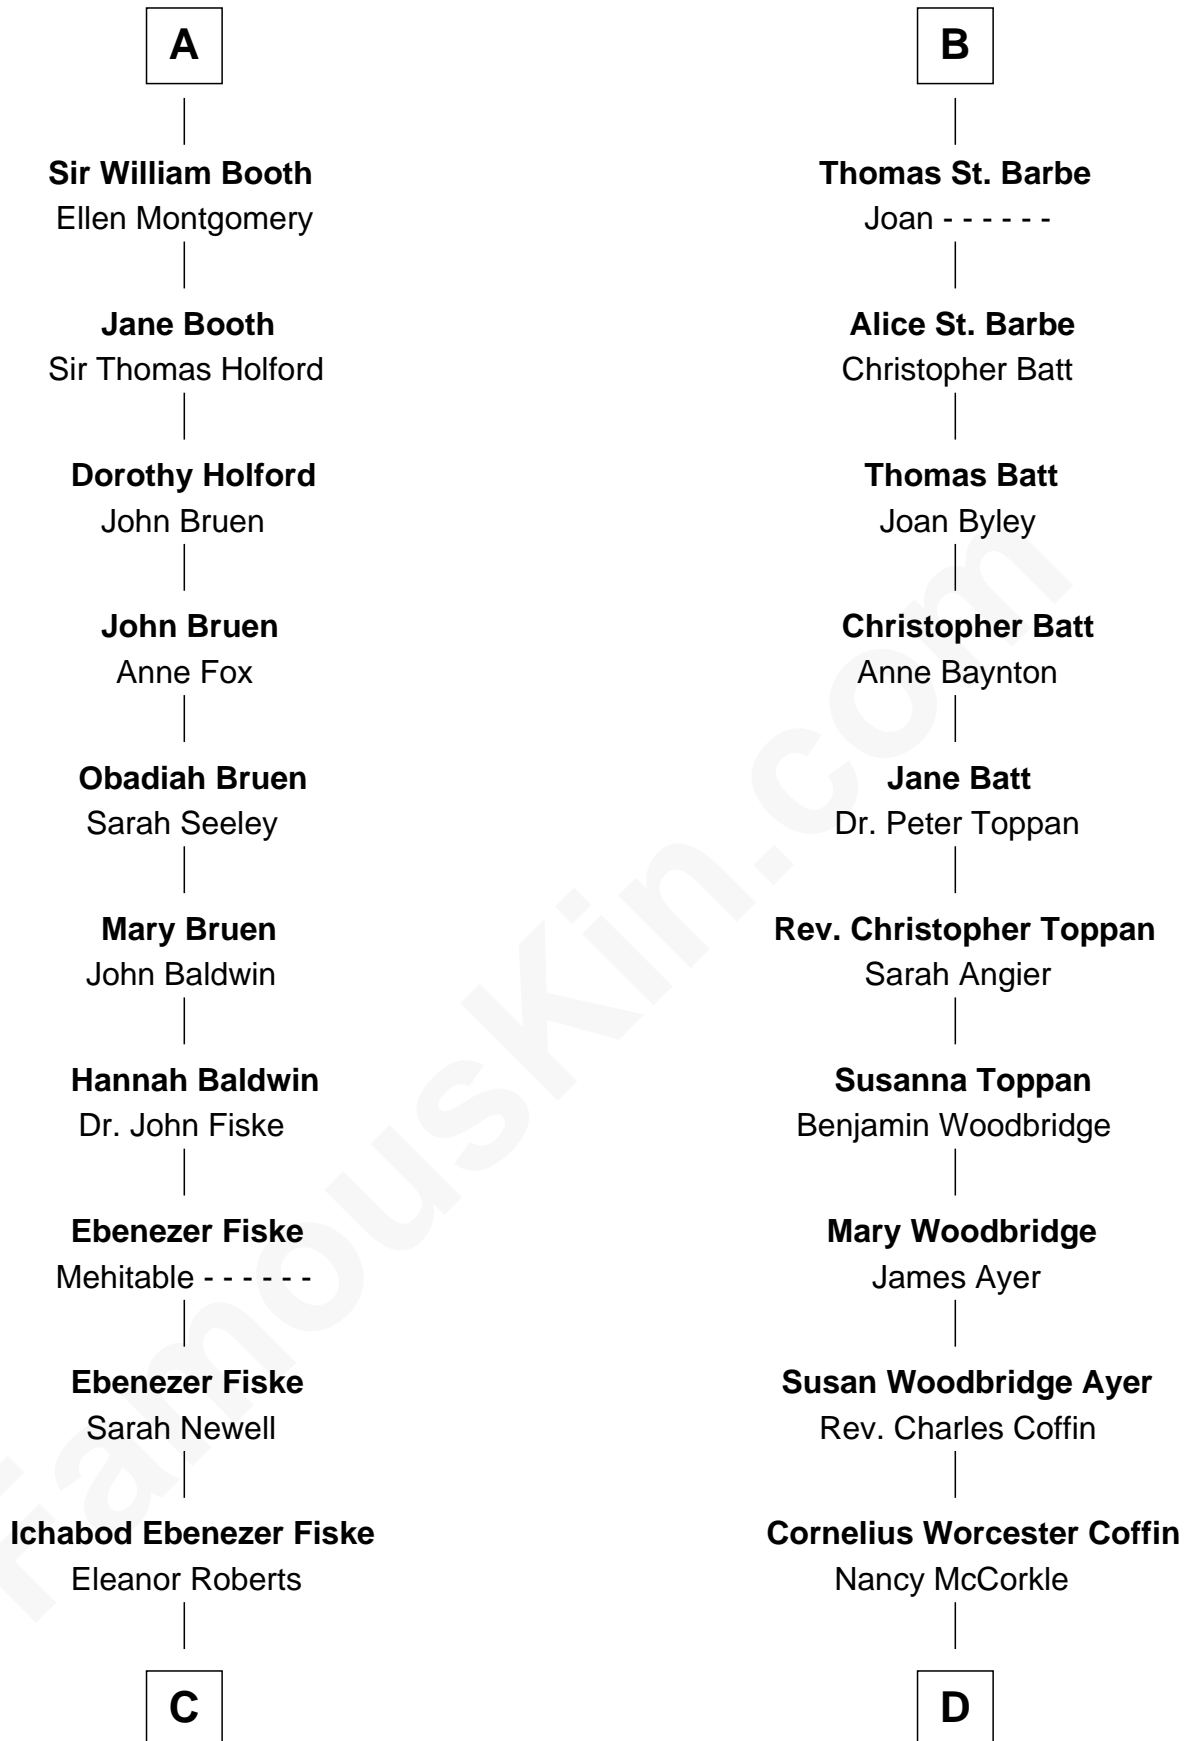 A
Sir William Booth
Ellen Montgomery
Jane Booth
Sir Thomas Holford
Dorothy Holford
John Bruen
John Bruen
Anne Fox
Obadiah Bruen
Sarah Seeley
Mary Bruen
John Baldwin
Hannah Baldwin
Dr. John Fiske
Ebenezer Fiske
Mehitable - - - - - -
Ebenezer Fiske
Sarah Newell
Ichabod Ebenezer Fiske
Eleanor Roberts
C
B
Thomas St. Barbe
Joan - - - - - -
Alice St. Barbe
Christopher Batt
Thomas Batt
Joan Byley
Christopher Batt
Anne Baynton
Jane Batt
Dr. Peter Toppan
Rev. Christopher Toppan
Sarah Angier
Susanna Toppan
Benjamin Woodbridge
Mary Woodbridge
James Ayer
Susan Woodbridge Ayer
Rev. Charles Coffin
Cornelius Worcester Coffin
Nancy McCorkle
D
FamousKin.com